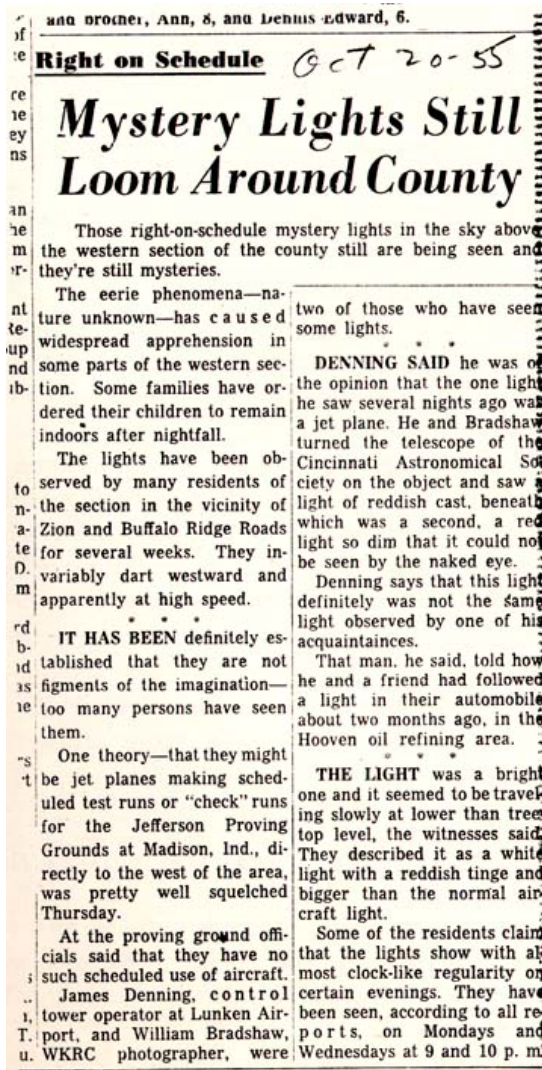 and brother, Ann, 8, and Dennis Edward, 6.
Right on Schedule
Oct 20-55
Mystery Lights Still
Loom Around County
Those right-on-schedule mystery lights in the sky above
the western section of the county still are being seen and
they're still mysteries.
The eerie phenomena—na-
ture unknown—has caused
widespread apprehension in
some parts of the western sec-
tion. Some families have or-
dered their children to remain
indoors after nightfall.
The lights have been ob-
served by many residents of
the section in the vicinity of
Zion and Buffalo Ridge Roads
for several weeks. They in-
variably dart westward and
apparently at high speed.
* * *
IT HAS BEEN definitely es-
tablished that they are not
figments of the imagination—
too many persons have seen
them.
One theory—that they might
be jet planes making sched-
uled test runs or "check" runs
for the Jefferson Proving
Grounds at Madison, Ind., di-
rectly to the west of the area,
was pretty well squelched
Thursday.
At the proving ground offi-
cials said that they have no
such scheduled use of aircraft.
James Denning, control
tower operator at Lunken Air-
port, and William Bradshaw,
WKRC photographer, were
two of those who have seen
some lights.
* * *
DENNING SAID he was of
the opinion that the one light
he saw several nights ago was
a jet plane. He and Bradshaw
turned the telescope of the
Cincinnati Astronomical So
ciety on the object and saw a
light of reddish cast, beneath
which was a second, a red
light so dim that it could not
be seen by the naked eye.
Denning says that this light
definitely was not the same
light observed by one of his
acquaintainces.
That man, he said, told how
he and a friend had followed
a light in their automobile
about two months ago, in the
Hooven oil refining area.
* * *
THE LIGHT was a bright
one and it seemed to be travel
ing slowly at lower than tree
top level, the witnesses said.
They described it as a white
light with a reddish tinge and
bigger than the normal air
craft light.
Some of the residents claim
that the lights show with al
most clock-like regularity on
certain evenings. They have
been seen, according to all re
ports, on Mondays and
Wednesdays at 9 and 10 p. m